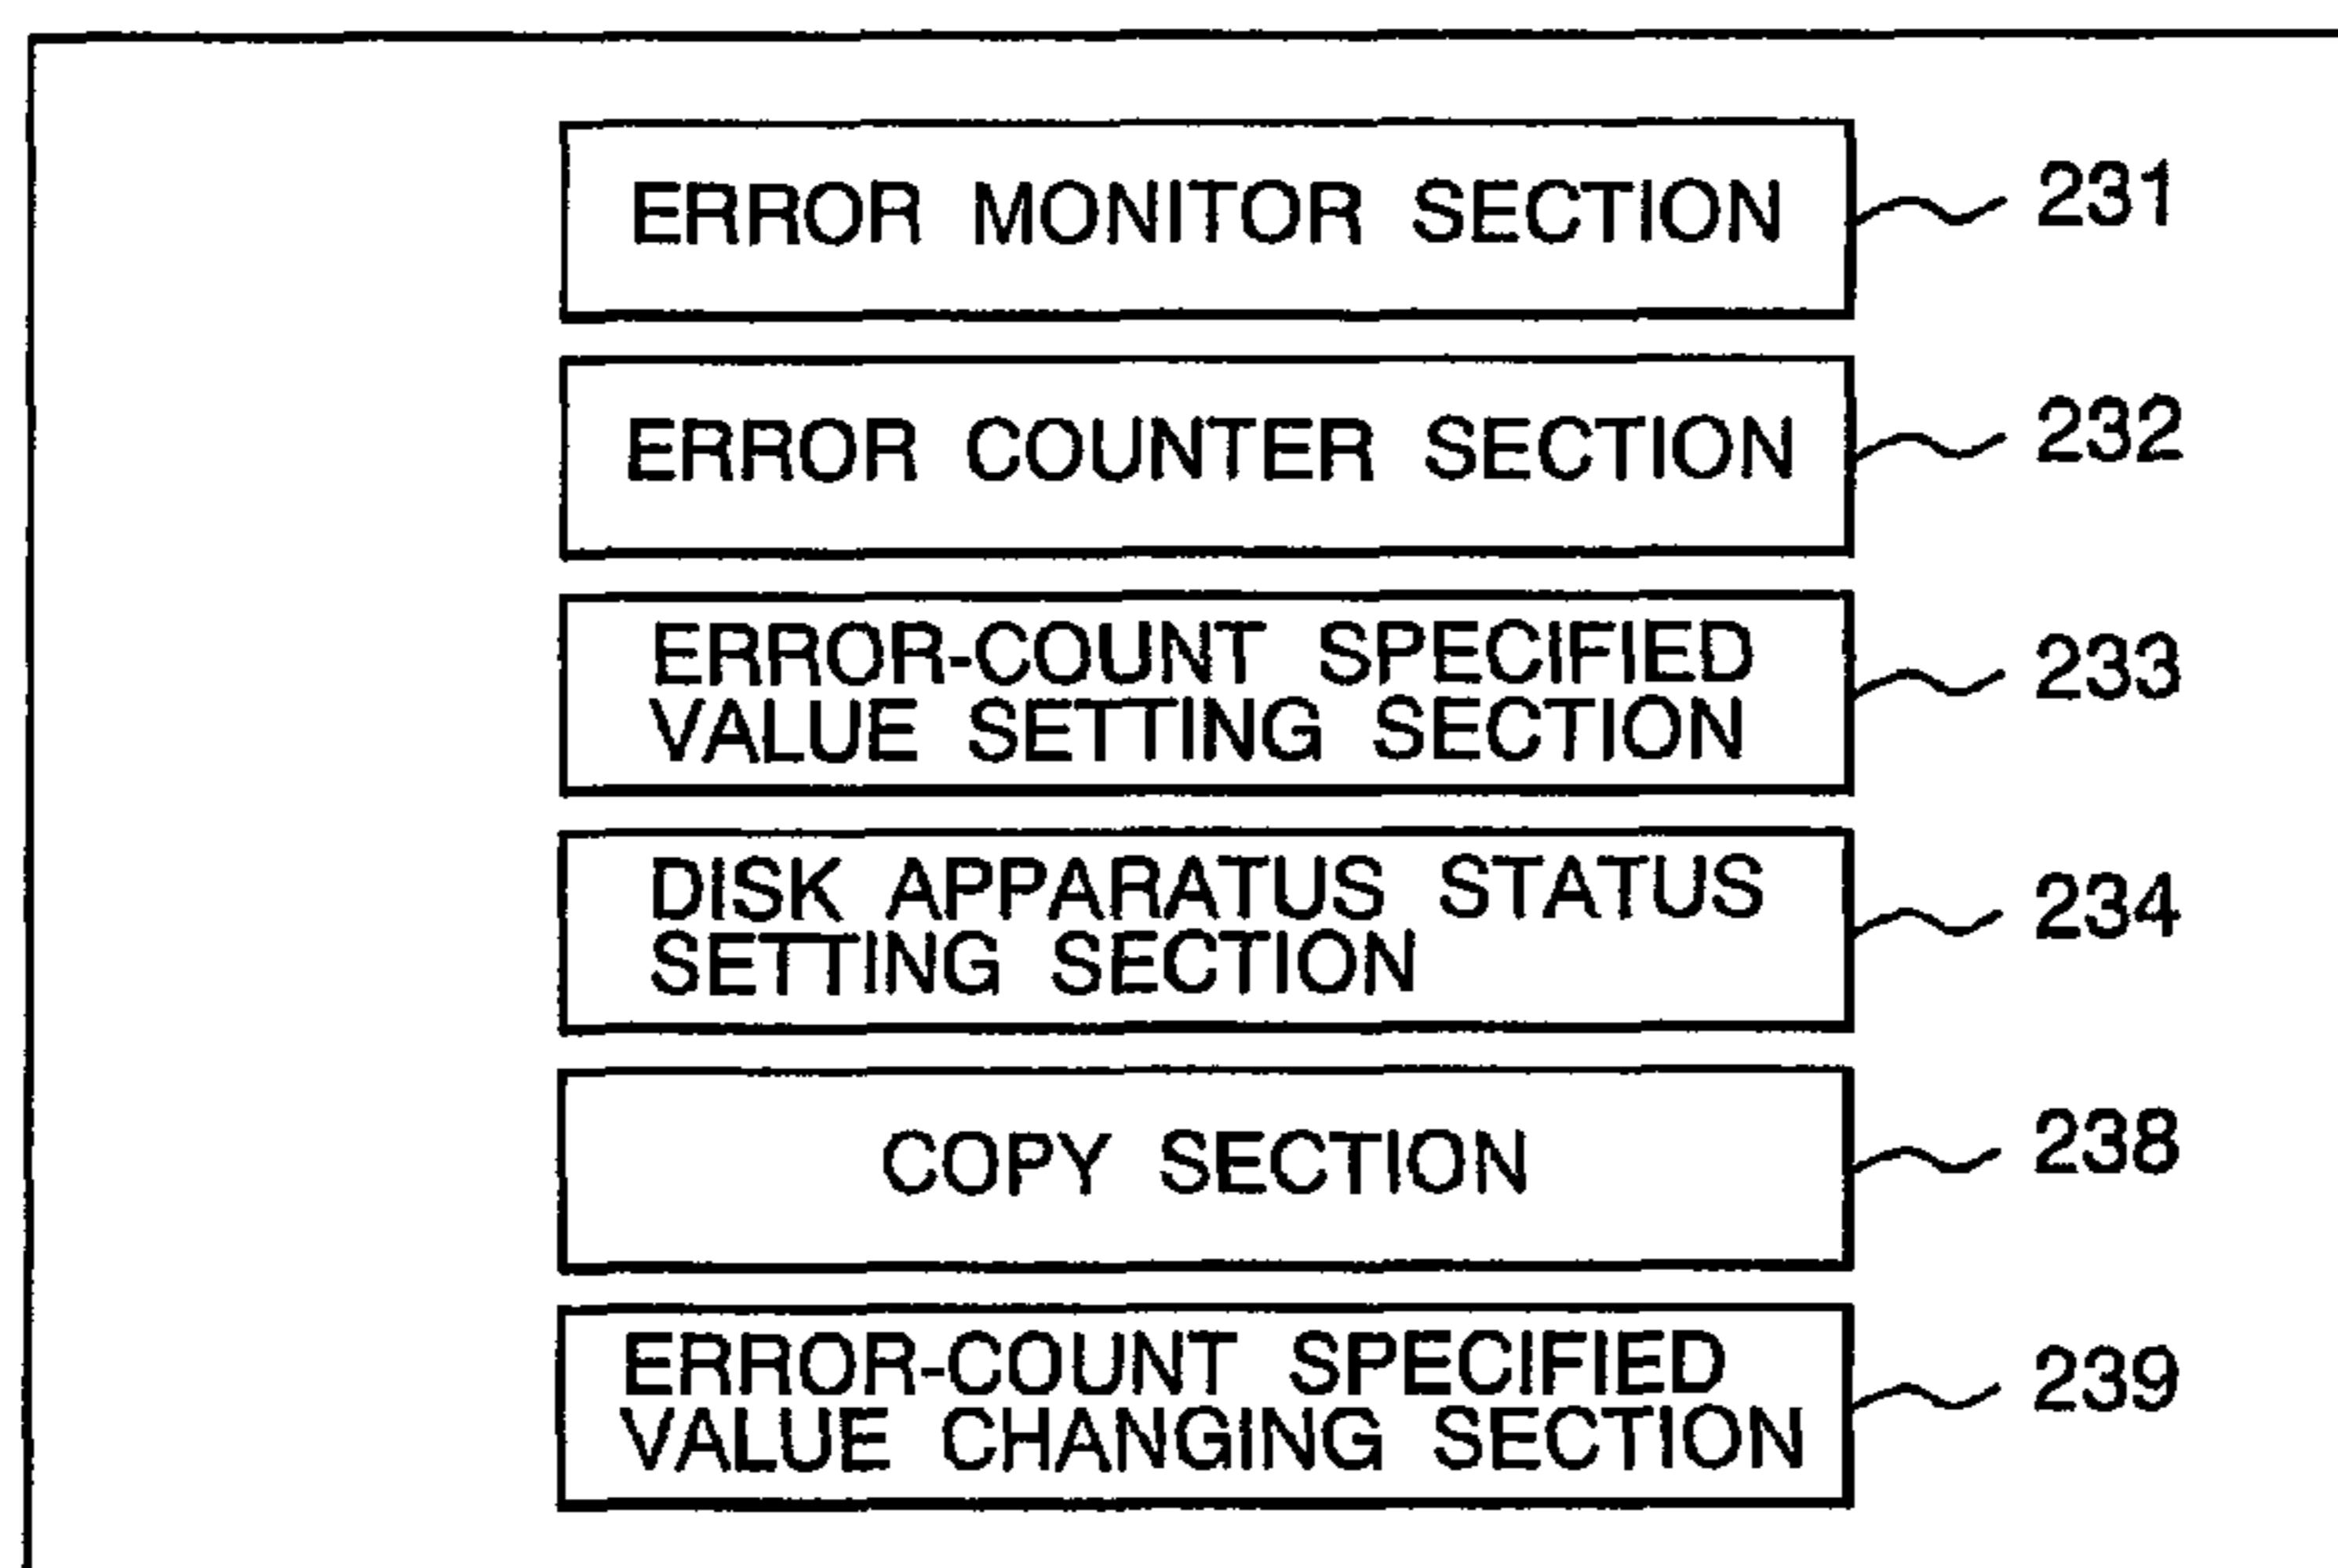 ERROR MONITOR SECTION
231
ERROR COUNTER SECTION
232
ERROR-COUNT SPECIFIED
VALUE SETTING SECTION
233
DISK APPARATUS STATUS
SETTING SECTION
234
COPY SECTION
238
ERROR-COUNT SPECIFIED
VALUE CHANGING SECTION
239